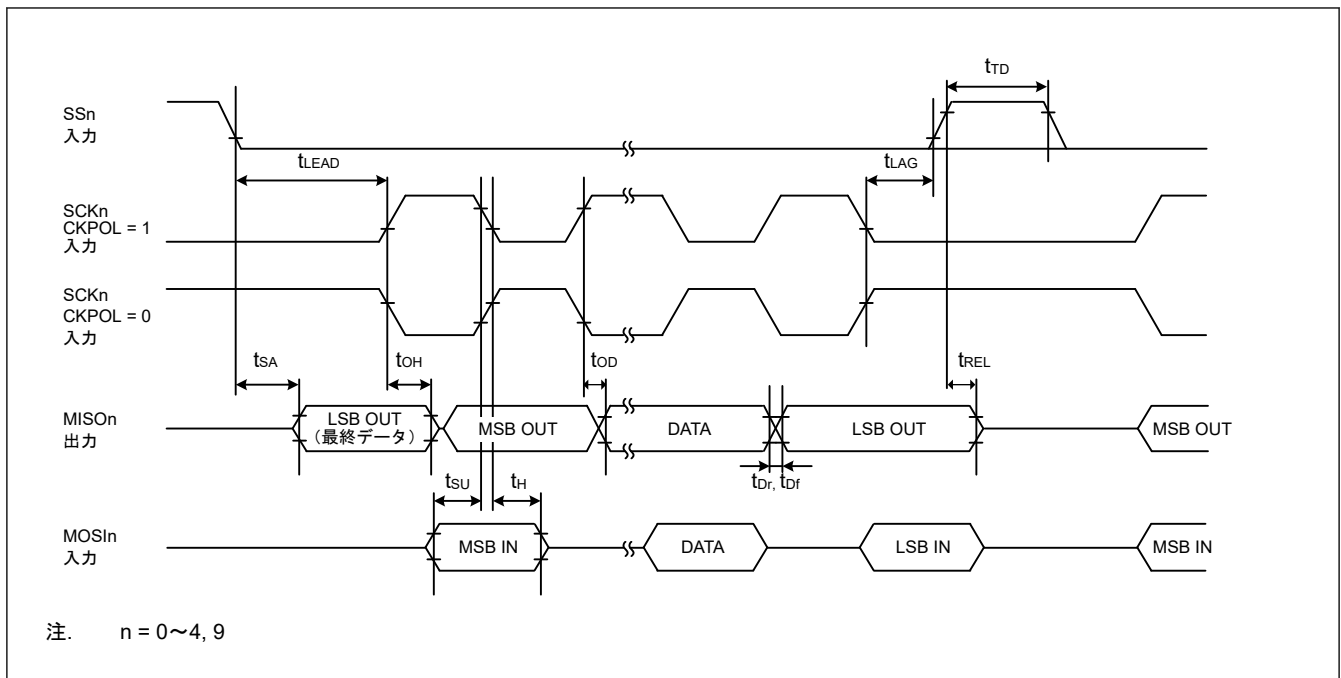 tTD
SSn
入力
tLEAD
tLAG
SCKn
CKPOL = 1
入力
SCKn
CKPOL = 0
入力
tSA
tOH
tOD
tREL
MISOn
出力
LSB OUT
(最終データ)
MSB OUT
DATA
LSB OUT
MSB OUT
tSU
tH
tDr, tDf
MOSIn
入力
MSB IN
DATA
LSB IN
MSB IN
注. n = 0～4, 9